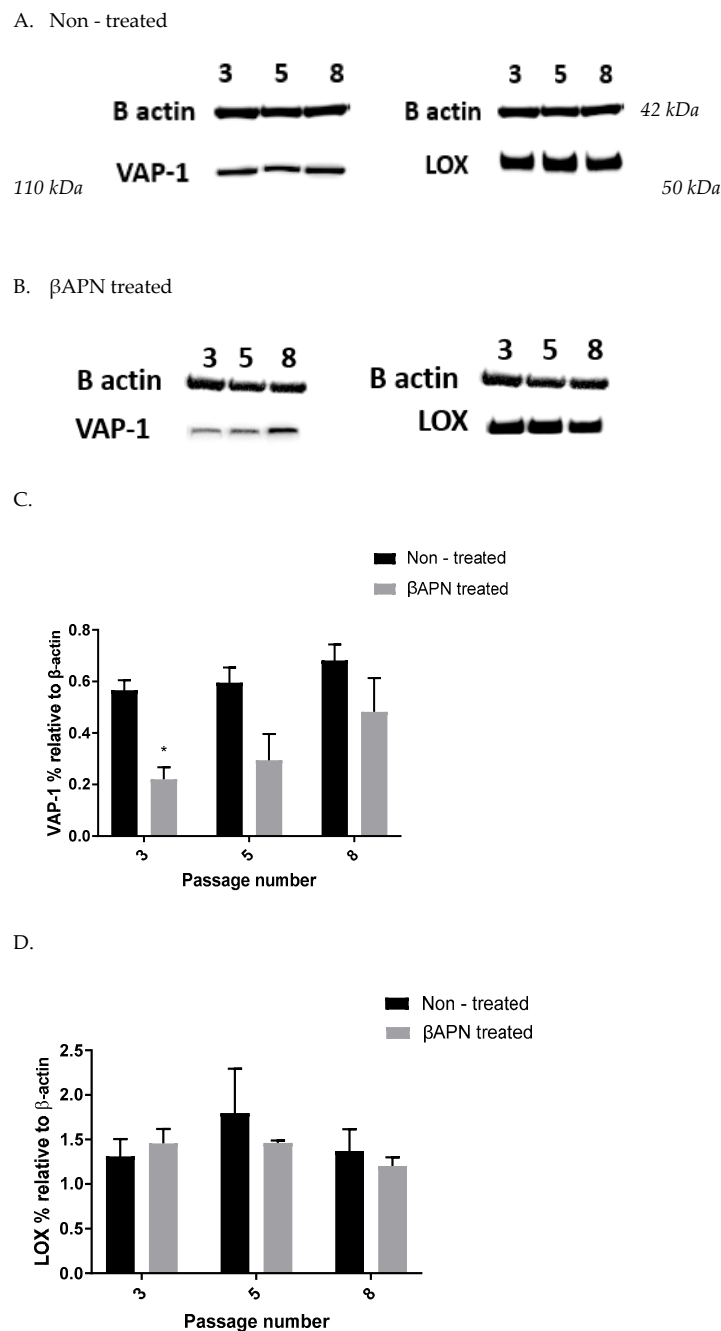 A. Non - treated
3 5 8
B actin
VAP-1
110 kDa
3 5 8
B actin
42 kDa
LOX
50 kDa
B. βAPN treated
3 5 8
B actin
VAP-1
3 5 8
B actin
LOX
C.
Non - treated
βAPN treated
VAP-1 % relative to β-actin
0.8
0.6
0.4
0.2
0.0
*
3 5 8
Passage number
D.
Non - treated
βAPN treated
LOX % relative to β-actin
2.5
2.0
1.5
1.0
0.5
0.0
3 5 8
Passage number